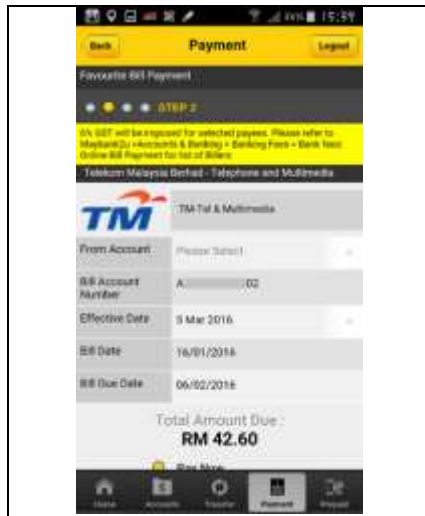 15:39
Back
Payment
Logout
Favourite Bill Payment
STEP 2
6% GST will be imposed for selected payees. Please refer to
Maybank2u >Accounts & Banking > Banking Fees > Bank fees:
Online Bill Payment for list of Billers
Telekom Malaysia Berhad - Telephone and Multimedia
TM
TM-Tel & Multimedia
From Account
Please Select
Bill Account
Number
A 02
Effective Date
5 Mar 2016
Bill Date
16/01/2016
Bill Due Date
06/02/2016
Total Amount Due :
RM 42.60
Pay Now
Home
Accounts
Transfer
Payment
Prepaid